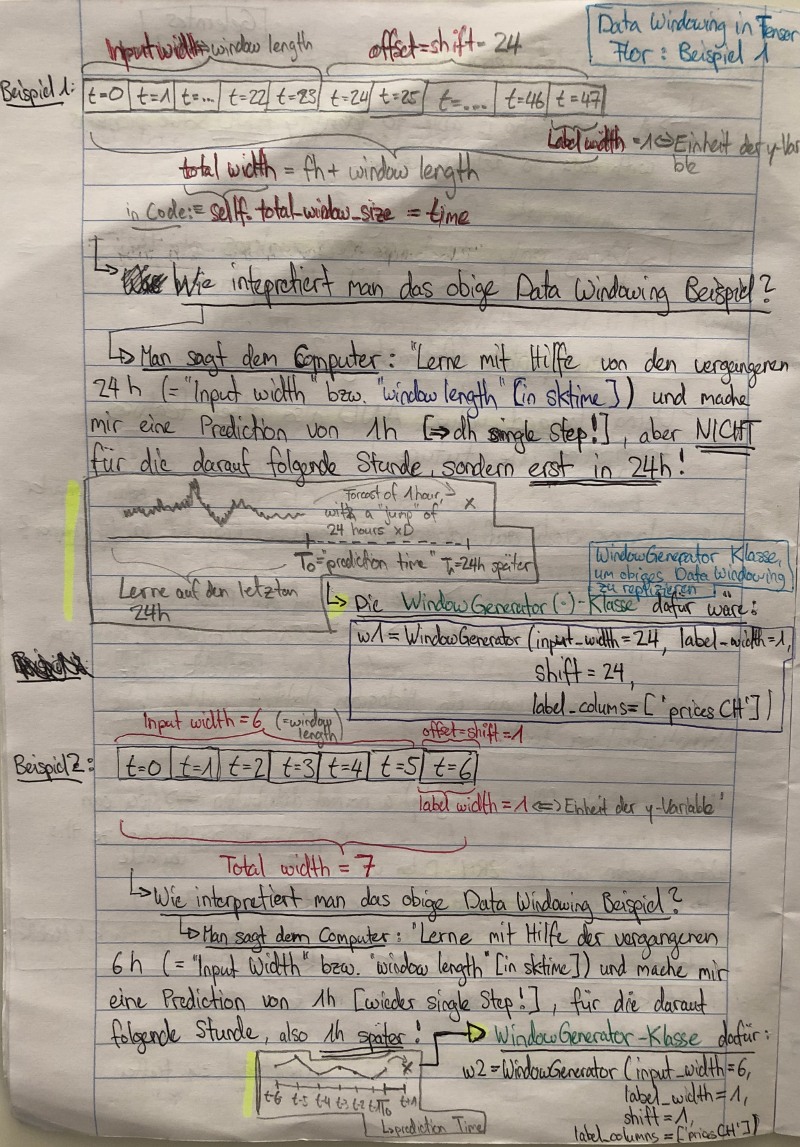 Data Windowing in Tensor
Flor: Beispiel 1
Input width => window length
offset=shift= 24
Beispiel 1:
t=0 t=1 t=... t=22 t=23 t=24 t=25 t=.... t=46 t=47
Label width = 1 <=> Einheit der y-Var
ble
total width = fh + window length
in Code:= self. total_window_size = time
Wie intepretiert man das obige Data Windowing Beispiel?
Man sagt dem Computer: "Lerne mit Hilfe von den vergangenen
24h (="Input width" bzw. "window length" [in sktime]) und mache
mir eine Prediction von 1h [=> dh single Step!], aber NICHT
für die darauf folgende Stunde, sondern erst in 24h!
Forcast of 1 hour,
with a "jump" of
24 hours xD
x
T0="prediction time" T1=24h später
Lerne auf den letzten
24h
WindowGenerator Klasse,
um obiges Data Windowing
zu replizieren
Die WindowGenerator(·)-Klasse dafür wäre:
w1 = WindowGenerator (input_width=24, label_width=1,
shift = 24,
label_colums=['prices CH'])
Input width = 6 (=window
length)
offset=shift=1
Beispiel 2:
t=0 t=1 t=2 t=3 t=4 t=5 t=6
label width = 1 <=> Einheit der y-Variable'
Total width = 7
Wie interpretiert man das obige Data Windowing Beispiel?
Man sagt dem Computer: "Lerne mit Hilfe der vergangenen
6h (="Input Width" bzw. "window length" [in sktime]) und mache mir
eine Prediction von 1h [wieder single Step!], für die darauf
folgende Stunde, also 1h später!
WindowGenerator-Klasse dafür:
x
t-6 t-5 t-4 t-3 t-2 t-1 T0 t+1
prediction Time
w2 = WindowGenerator (input_width=6,
label_width=1,
shift=1,
label_columns=['prices CH'])